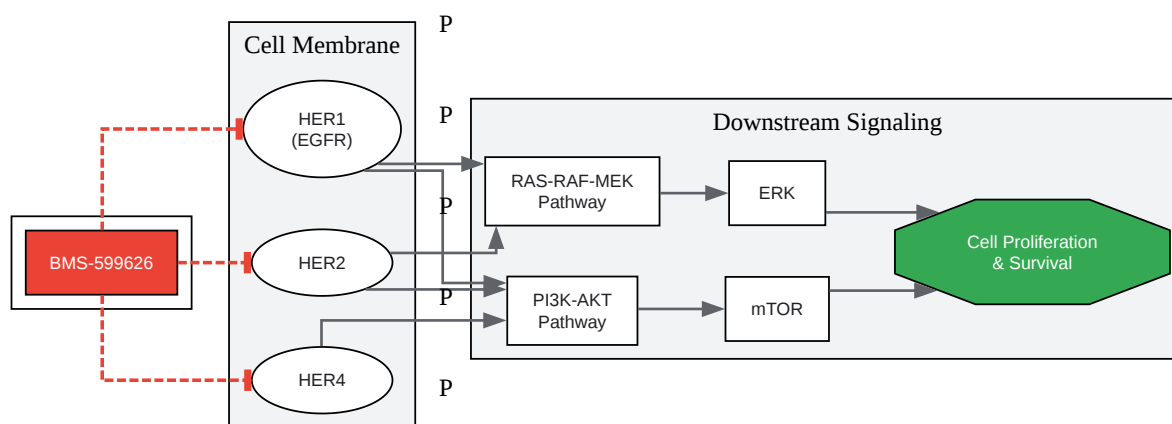 P
Cell Membrane
HER1
(EGFR)
P
Downstream Signaling
RAS-RAF-MEK
Pathway
ERK
P
BMS-599626
HER2
Cell Proliferation
& Survival
P
PI3K-AKT
Pathway
mTOR
HER4
P